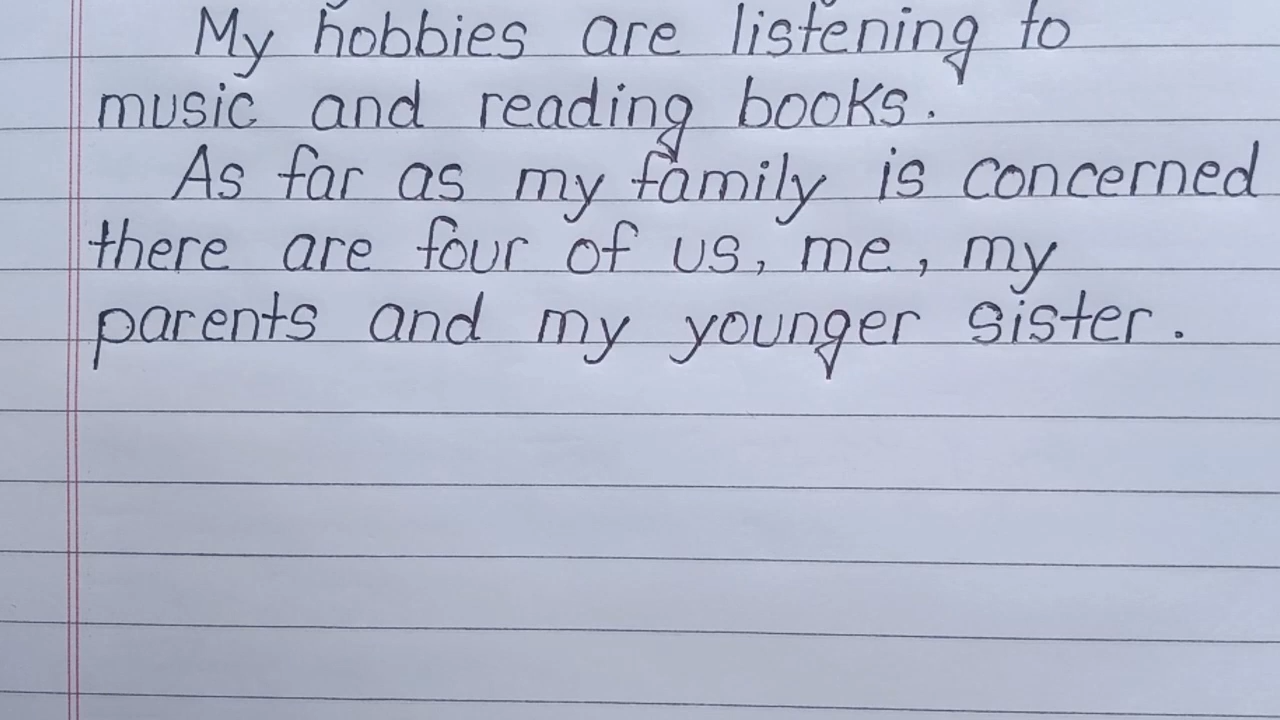 My hobbies are listening to
music and reading books.
As far as my family is concerned
there are four of us, me, my
parents and my younger sister.